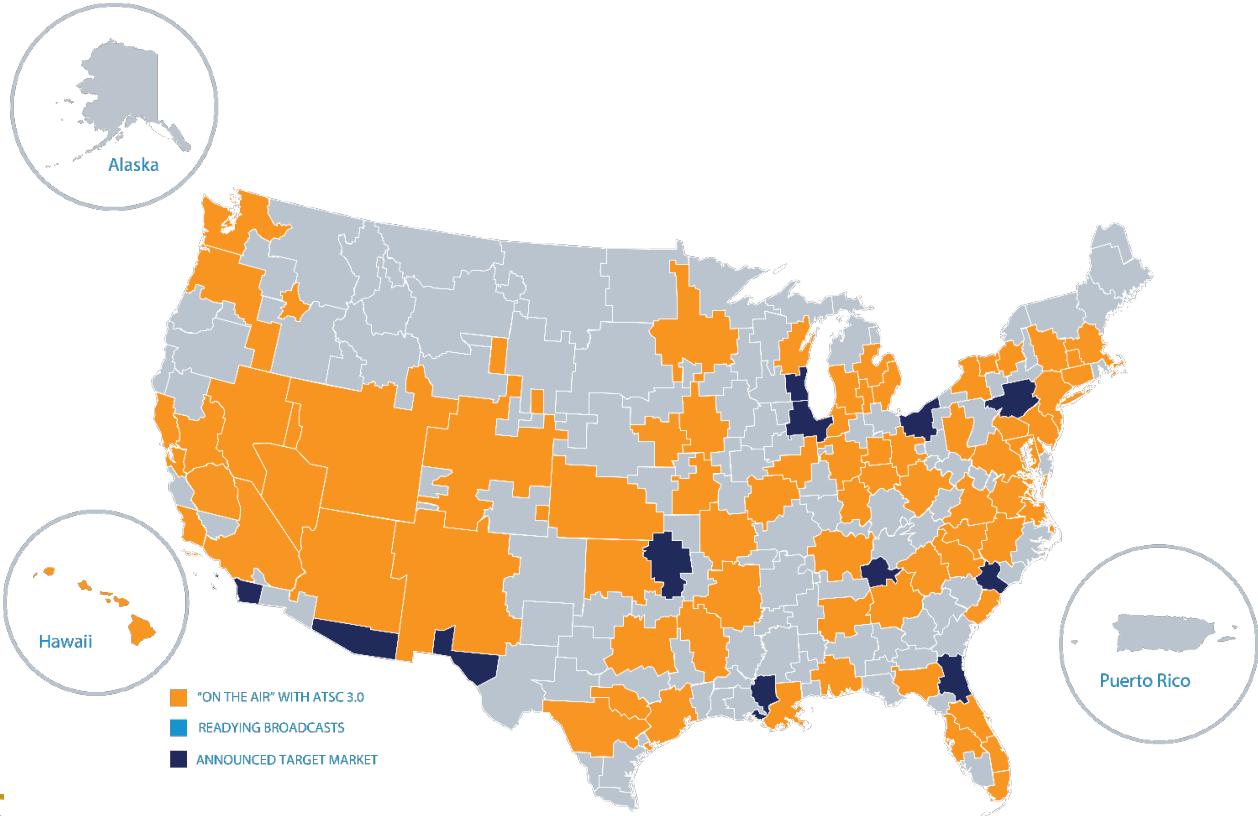 Alaska
Hawaii
Puerto Rico
"ON THE AIR" WITH ATSC 3.0
READYING BROADCASTS
ANNOUNCED TARGET MARKET